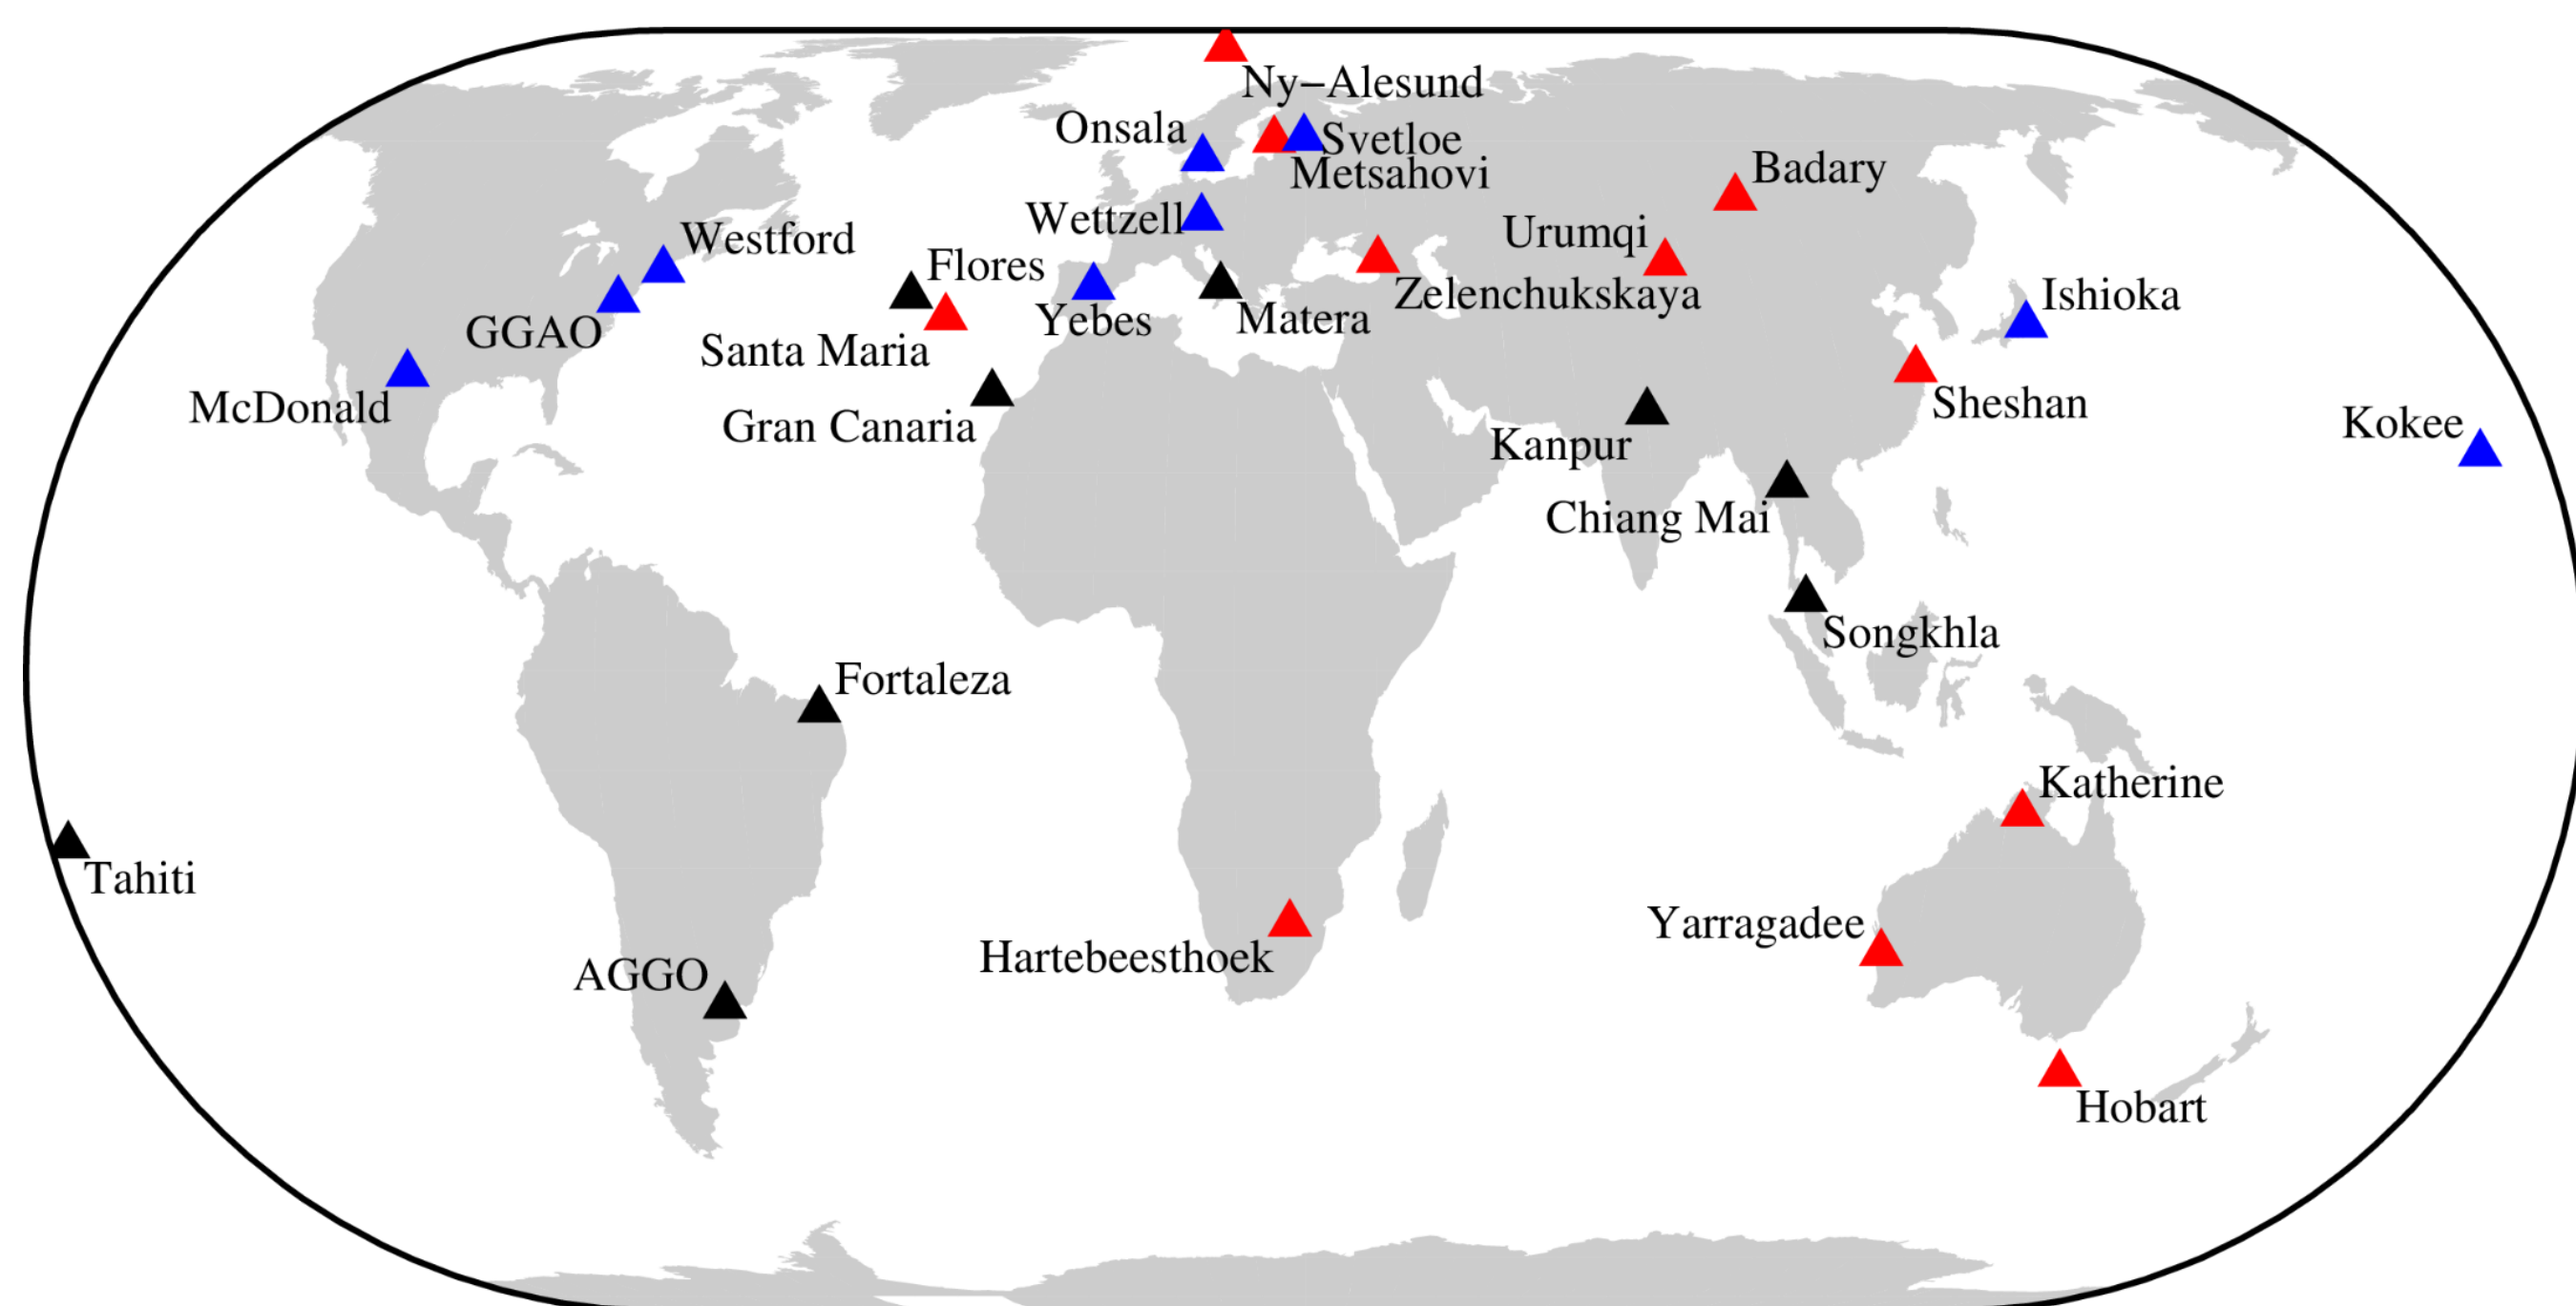 Ny−Alesund
Onsala
Svetloe
Metsahovi
Badary
Wettzell
Urumqi
Westford
Flores
Zelenchukskaya
Ishioka
Yebes
Matera
GGAO
Santa Maria
McDonald
Sheshan
Gran Canaria
Kokee
Kanpur
Chiang Mai
Songkhla
Fortaleza
Katherine
Tahiti
Yarragadee
Hartebeesthoek
AGGO
Hobart